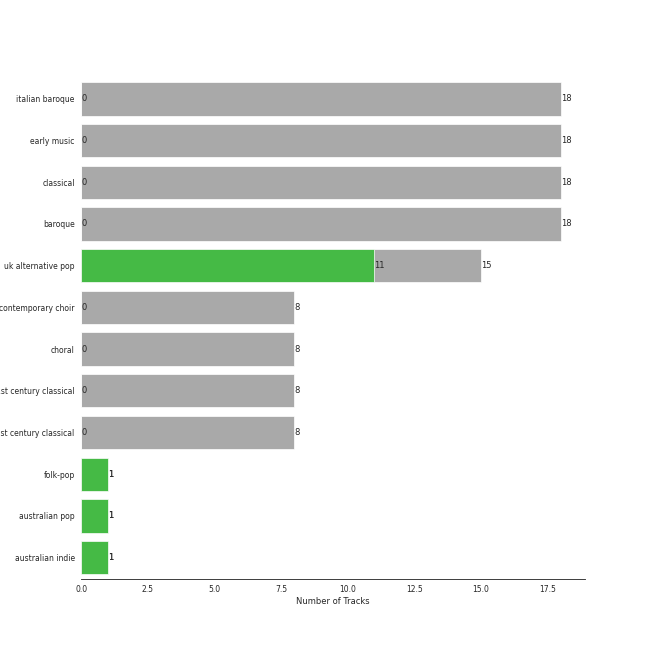 italian baroque 0 18
early music 0 18
classical 0 18
baroque 0 18
uk alternative pop 11 15
contemporary choir 0 8
choral 0 8
st century classical 0 8
st century classical 0 8
folk-pop 1
australian pop 1
australian indie 1
0.0 2.5 5.0 7.5 10.0 12.5 15.0 17.5
Number of Tracks